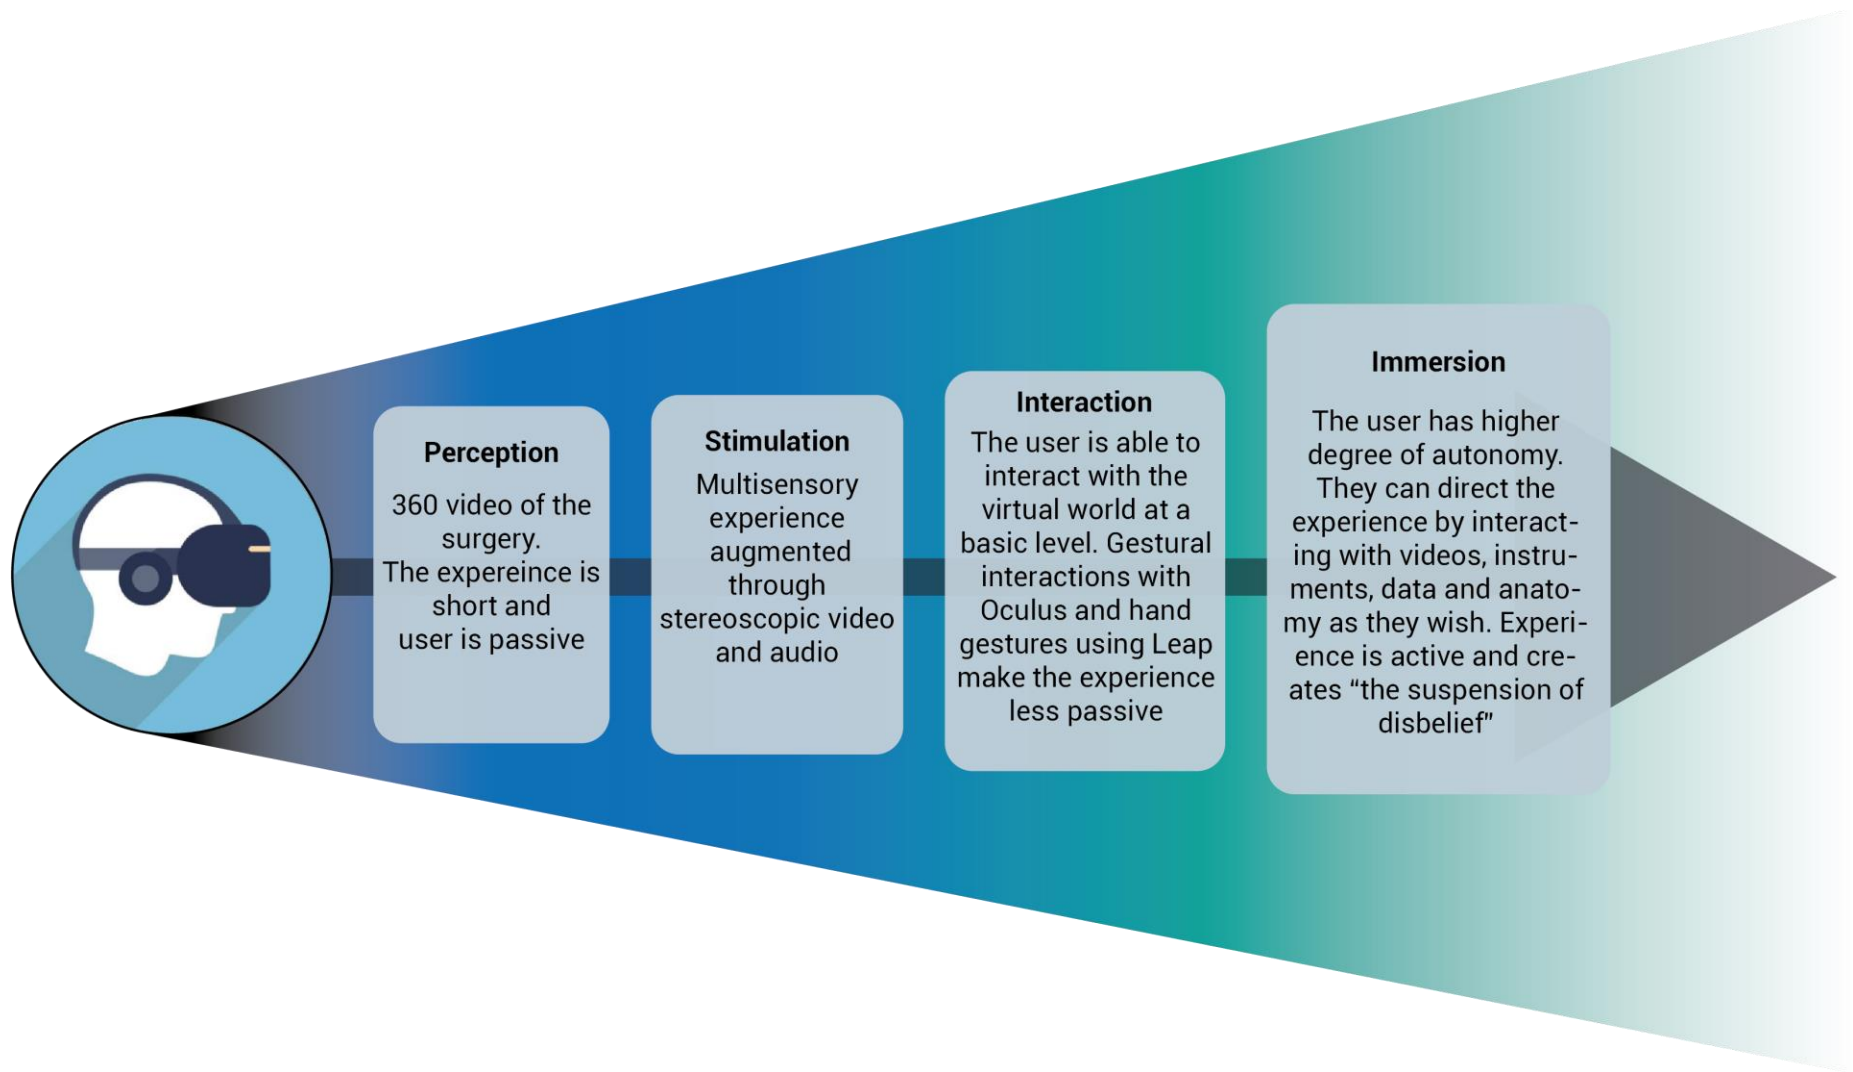 Perception
360 video of the
surgery.
The expereince is
short and
user is passive
Stimulation
Multisensory
experience
augmented
through
stereoscopic video
and audio
Interaction
The user is able to
interact with the
virtual world at a
basic level. Gestural
interactions with
Oculus and hand
gestures using Leap
make the experience
less passive
Immersion
The user has higher
degree of autonomy.
They can direct the
experience by interact-
ing with videos, instru-
ments, data and anato-
my as they wish. Experi-
ence is active and cre-
ates “the suspension of
disbelief"